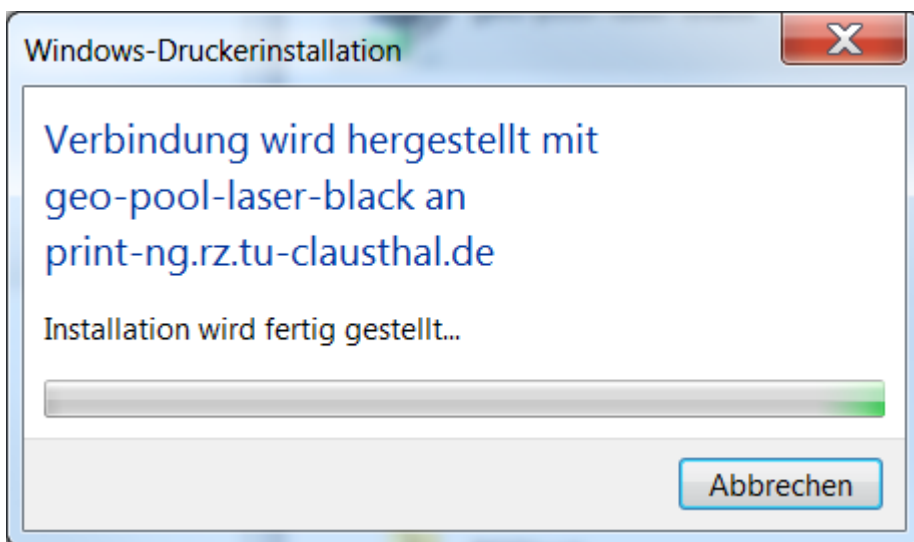 Windows-Druckerinstallation
Verbindung wird hergestellt mit
geo-pool-laser-black an
print-ng.rz.tu-clausthal.de
Installation wird fertig gestellt...
Abbrechen